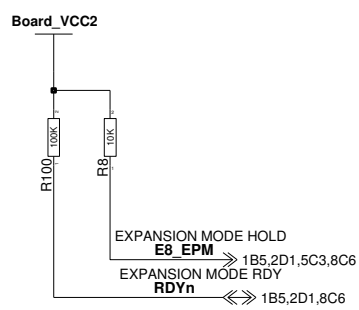 Board_VCC2
100K
10K
R100
R8
EXPANSION MODE HOLD
E8_EPM
1B5,2D1,5C3,8C6
EXPANSION MODE RDY
RDYn
1B5,2D1,8C6